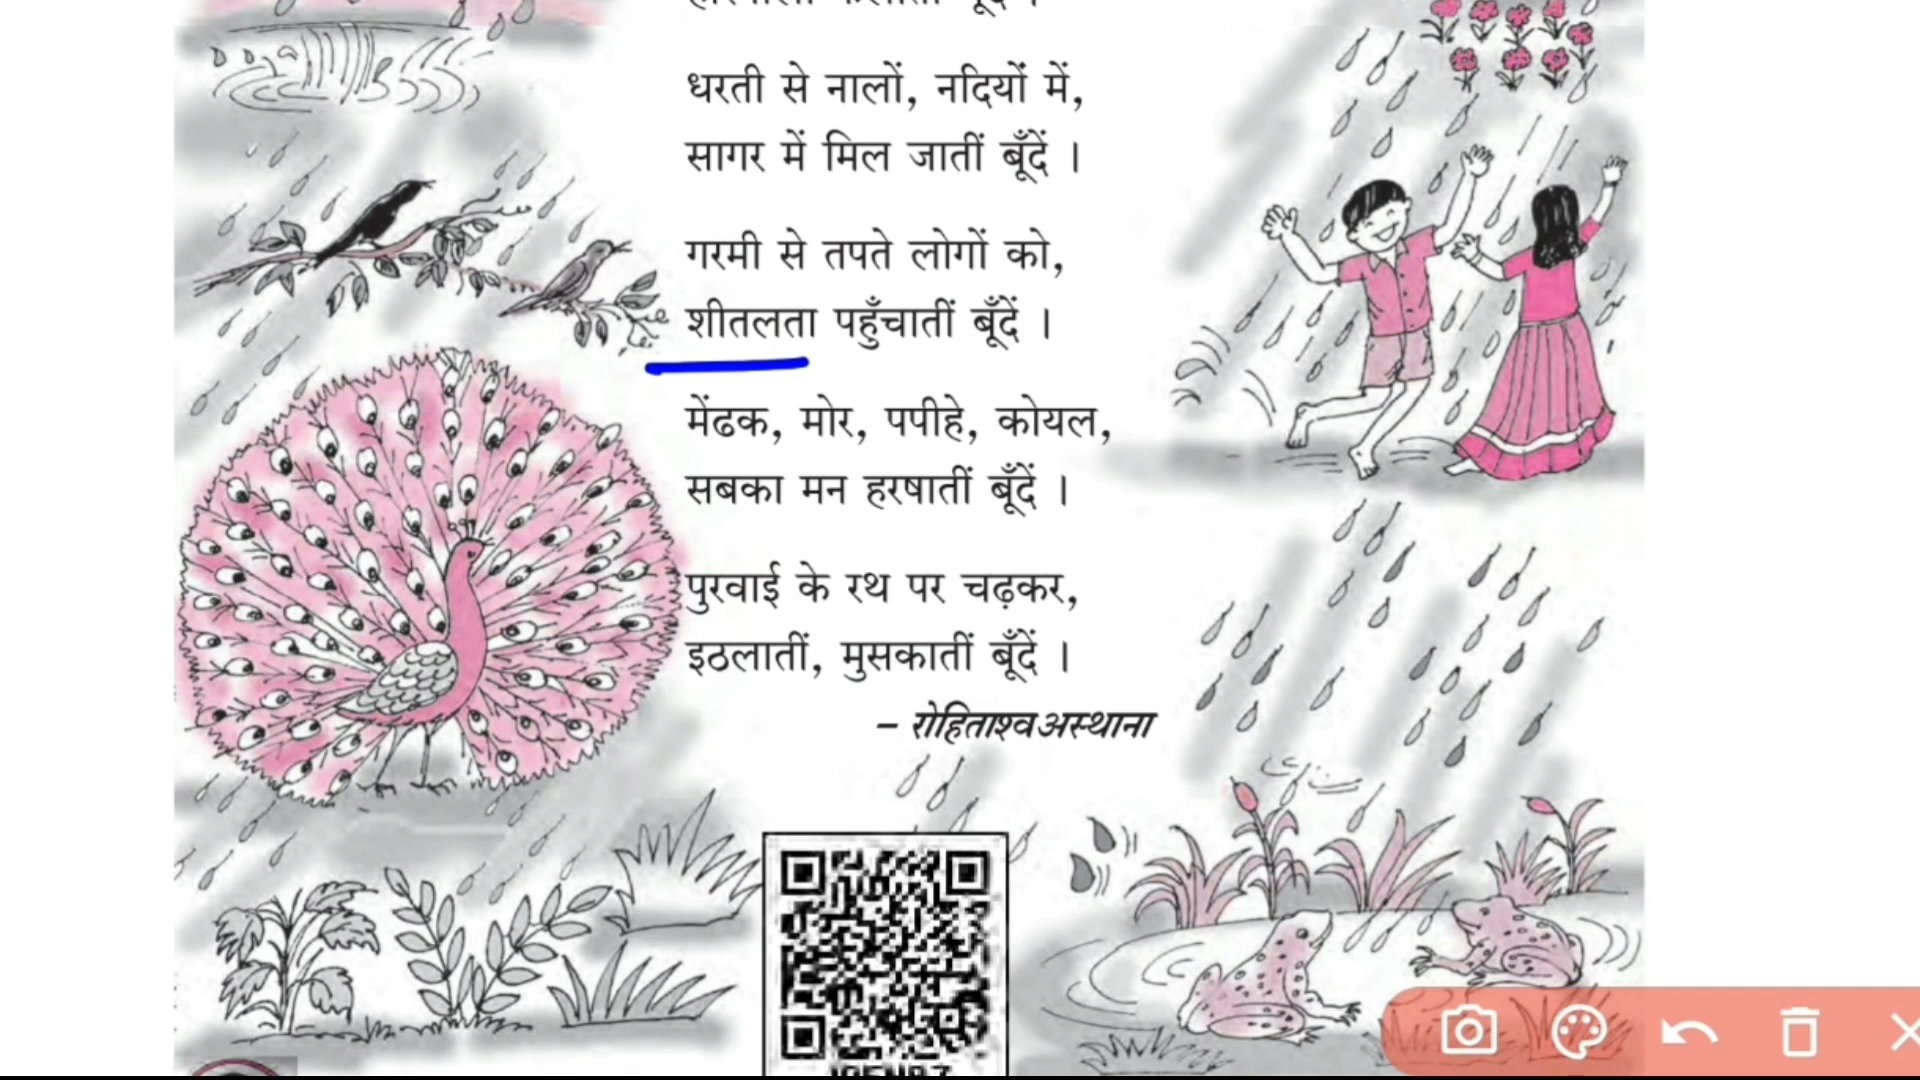 धरती से नालों, नदियों में,
सागर में मिल जातीं बूँदें ।
गरमी से तपते लोगों को,
शीतलता पहुँचातीं बूँदें ।
मेंढक, मोर, पपीहे, कोयल,
सबका मन हरषातीं बूँदें ।
पुरवाई के रथ पर चढ़कर,
इठलातीं, मुसकातीं बूँदें ।
– रोहिताश्व अस्थाना